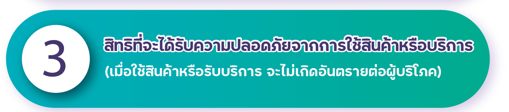 3
สิทธิที่จะได้รับความปลอดภัยจากการใช้สินค้าหรือบริการ
(เมื่อใช้สินค้าหรือรับบริการ จะไม่เกิดอันตรายต่อผู้บริโภค)